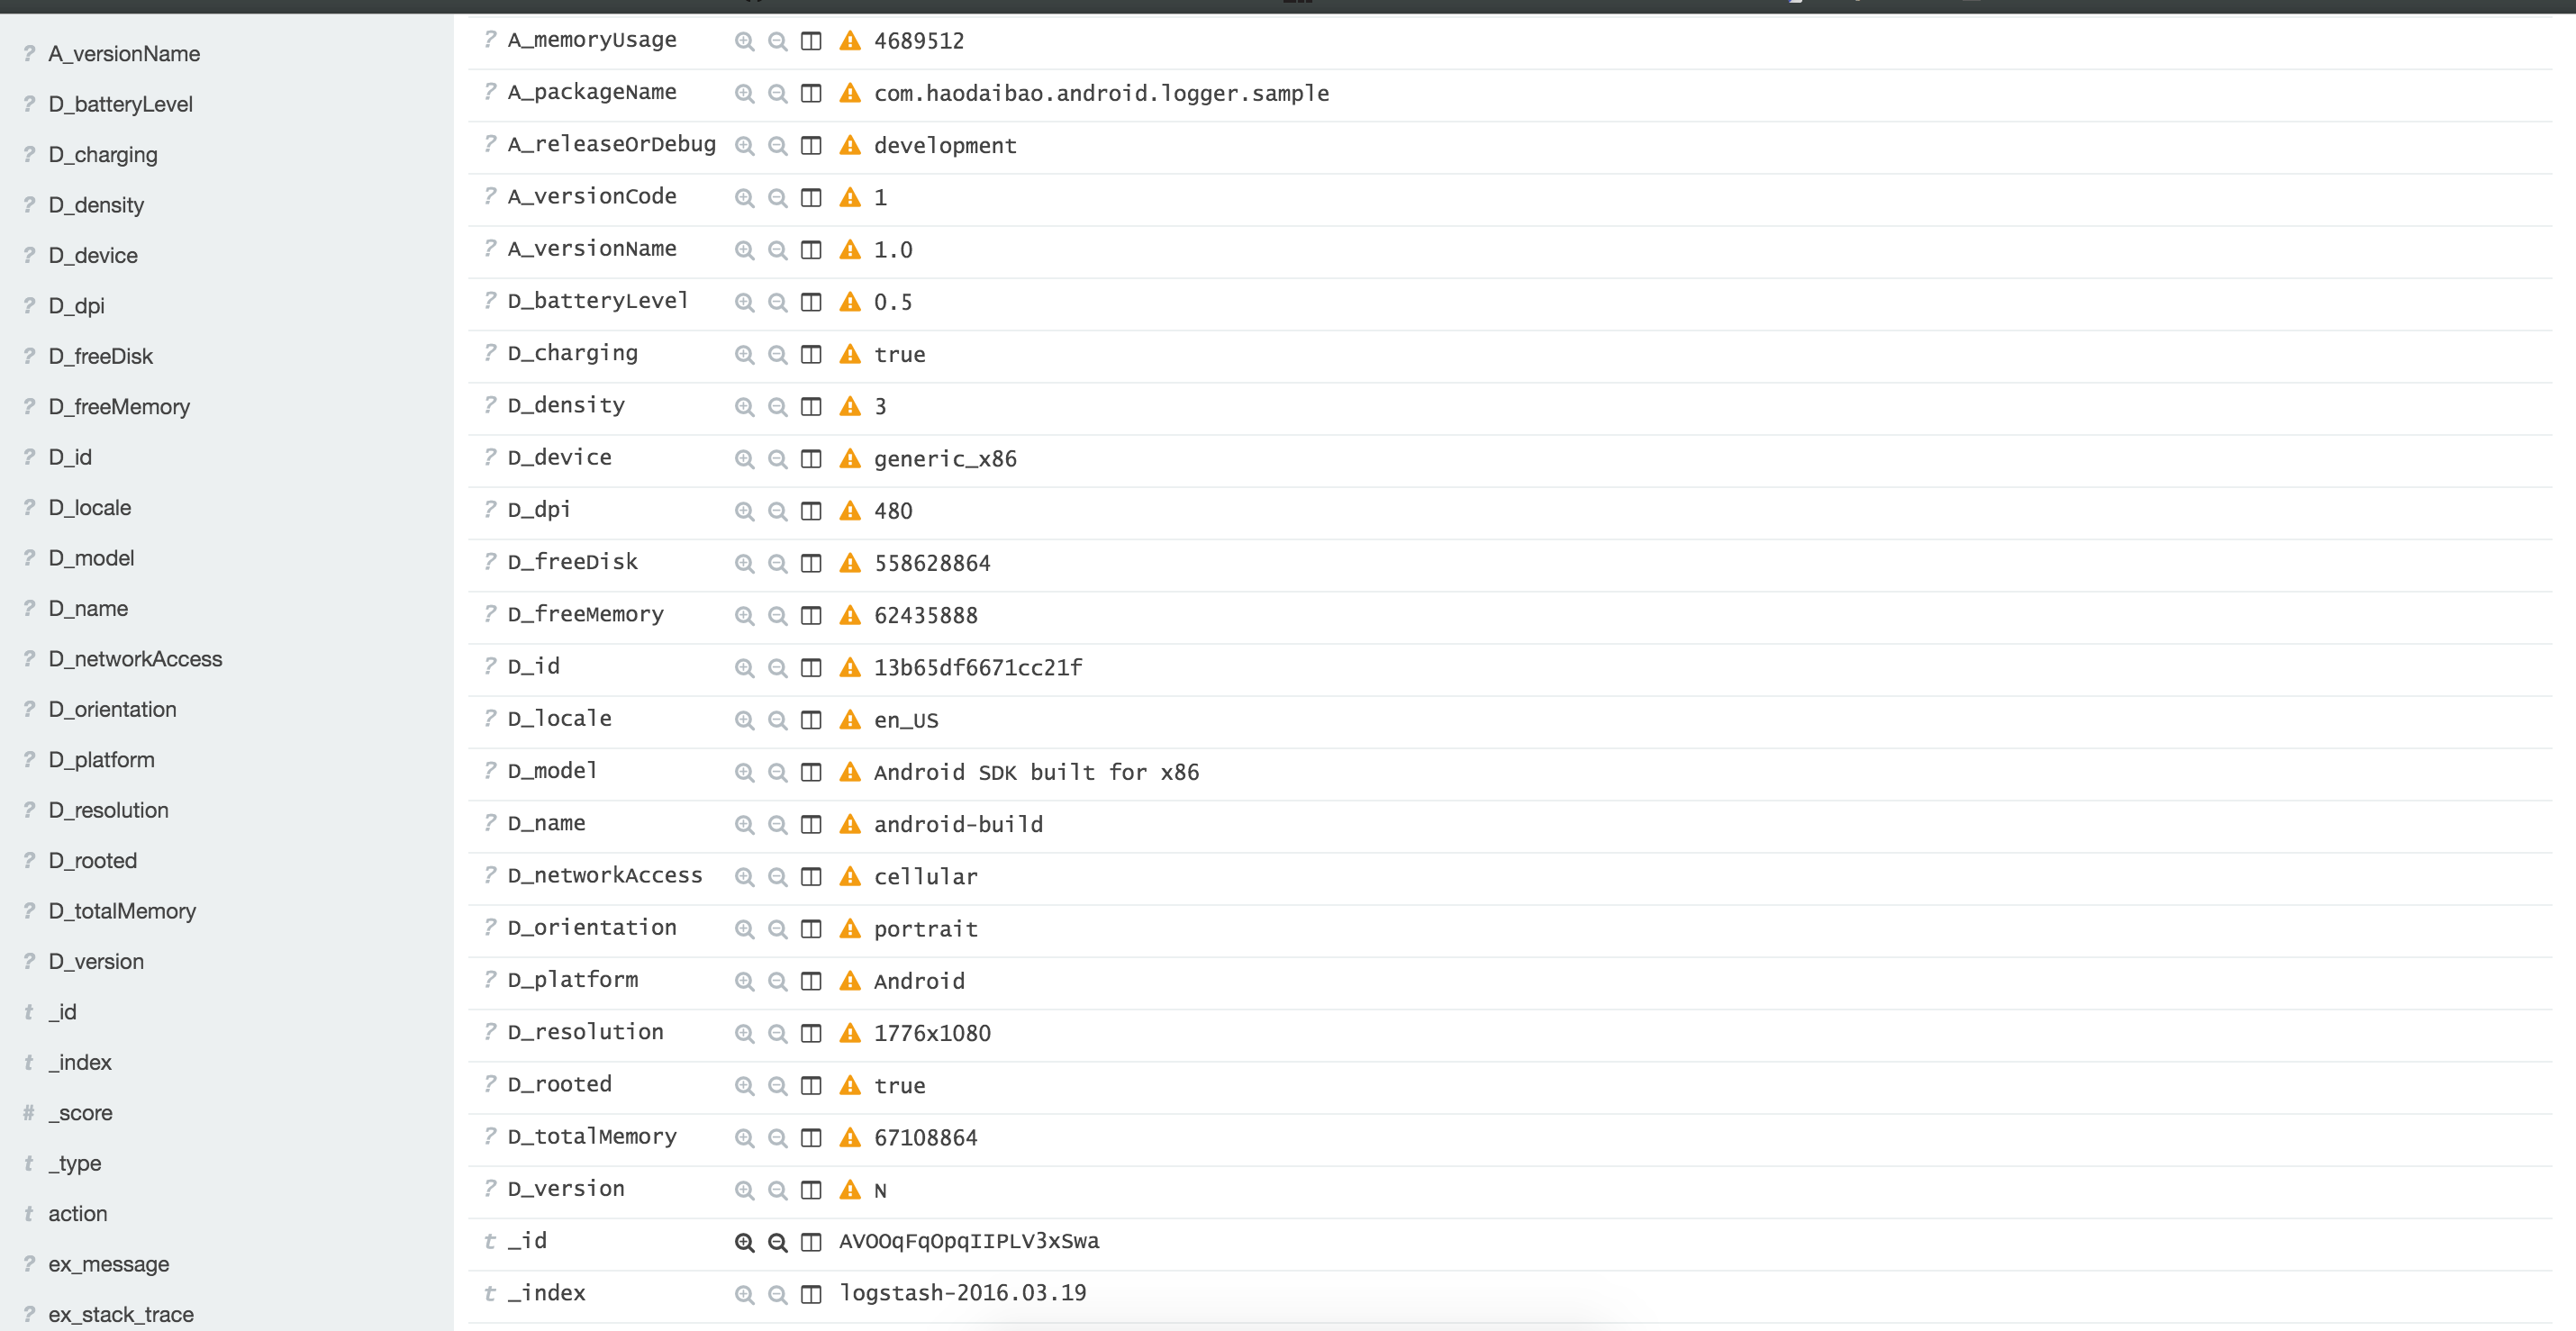 ? A_versionName
? D_batteryLevel
? D_charging
? D_density
? D_device
? D_dpi
? D_freeDisk
? D_freeMemory
? D_id
? D_locale
? D_model
? D_name
? D_networkAccess
? D_orientation
? D_platform
? D_resolution
? D_rooted
? D_totalMemory
? D_version
t _id
t _index
# _score
t _type
t action
? ex_message
? ex_stack_trace
? A_memoryUsage 4689512
? A_packageName com.haodaibao.android.logger.sample
? A_releaseOrDebug development
? A_versionCode 1
? A_versionName 1.0
? D_batteryLevel 0.5
? D_charging true
? D_density 3
? D_device generic_x86
? D_dpi 480
? D_freeDisk 558628864
? D_freeMemory 62435888
? D_id 13b65df6671cc21f
? D_locale en_US
? D_model Android SDK built for x86
? D_name android-build
? D_networkAccess cellular
? D_orientation portrait
? D_platform Android
? D_resolution 1776x1080
? D_rooted true
? D_totalMemory 67108864
? D_version N
t _id AVOOqFqOpqIIPLV3xSwa
t _index logstash-2016.03.19